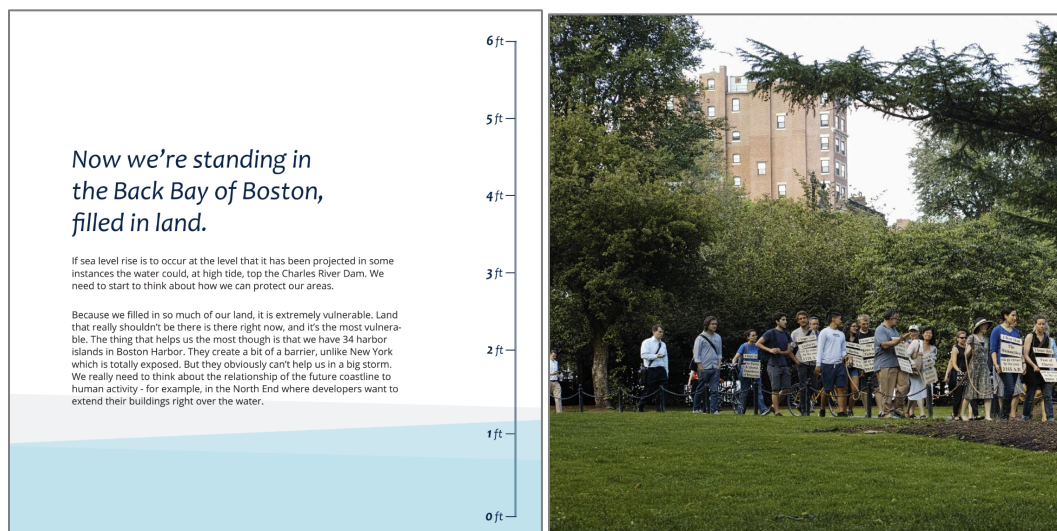 6 ft
5 ft
4 ft
3 ft
2 ft
1 ft
0 ft
Now we’re standing in
the Back Bay of Boston,
filled in land.
If sea level rise is to occur at the level that it has been projected in some
instances the water could, at high tide, top the Charles River Dam. We
need to start to think about how we can protect our areas.
Because we filled in so much of our land, it is extremely vulnerable. Land
that really shouldn’t be there is there right now, and it’s the most vulnera-
ble. The thing that helps us the most though is that we have 34 harbor
islands in Boston Harbor. They create a bit of a barrier, unlike New York
which is totally exposed. But they obviously can’t help us in a big storm.
We really need to think about the relationship of the future coastline to
human activity - for example, in the North End where developers want to
extend their buildings right over the water.